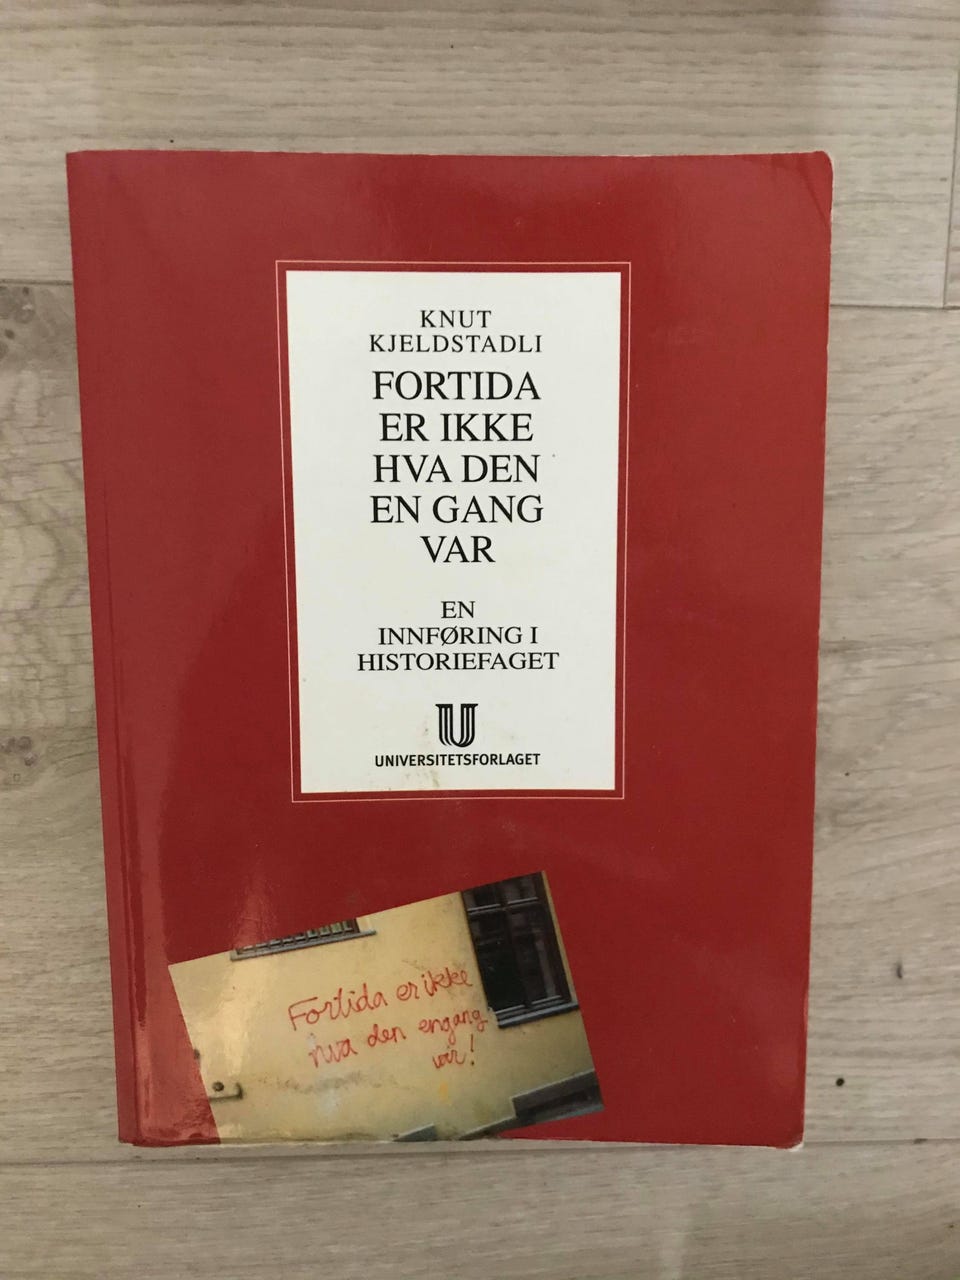 KNUT
KJELDSTADLI
FORTIDA
ER IKKE
HVA DEN
EN GANG
VAR
EN
INNFØRING I
HISTORIEFAGET
UNIVERSITETSFORLAGET
Fortida er ikke
hva den engang
var!